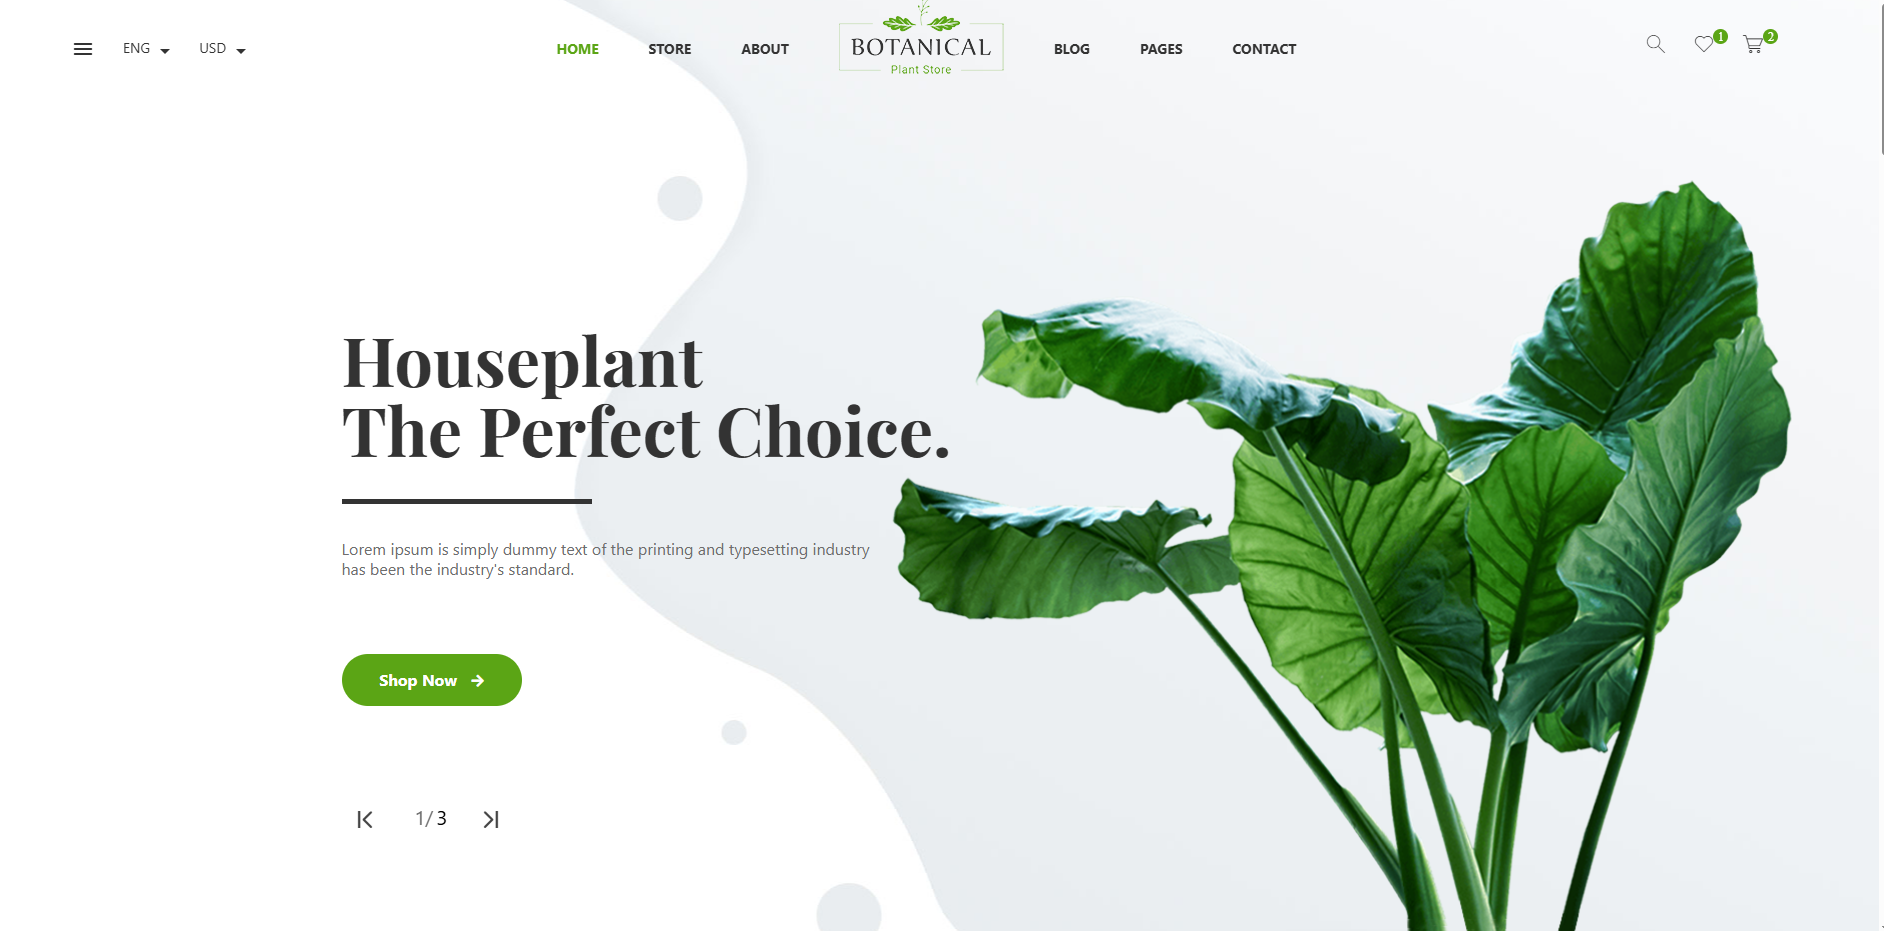 ENG
USD
HOME
STORE
ABOUT
BOTANICAL
Plant Store
BLOG
PAGES
CONTACT
1
2
Houseplant
The Perfect Choice.
Lorem ipsum is simply dummy text of the printing and typesetting industry
has been the industry's standard.
Shop Now
1/3